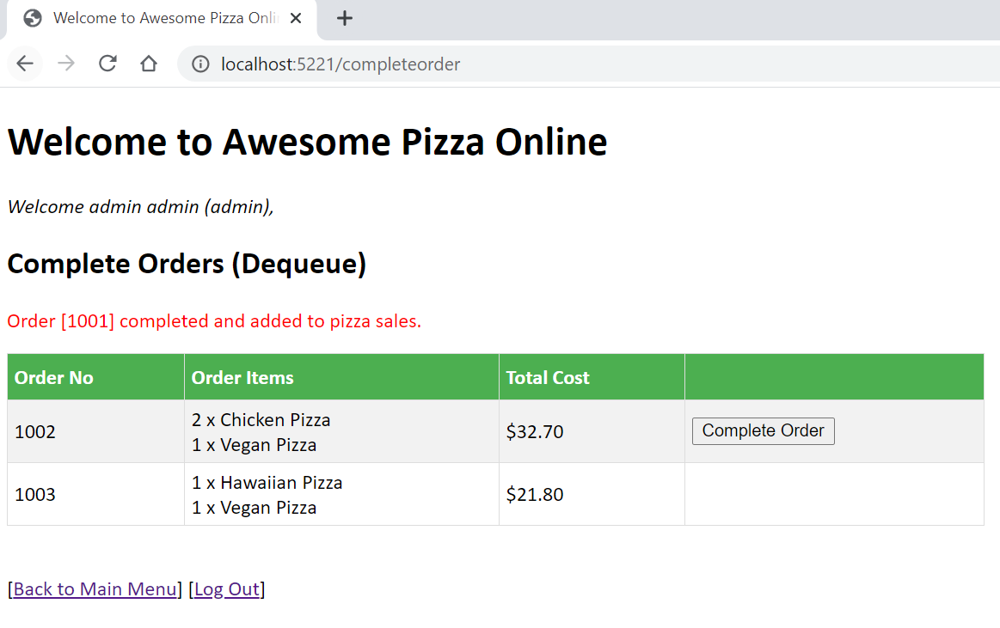 Welcome to Awesome Pizza Onli
localhost:5221/completeorder
Welcome to Awesome Pizza Online
Welcome admin admin (admin),
Complete Orders (Dequeue)
Order [1001] completed and added to pizza sales.
Order No Order Items Total Cost
1002
2 x Chicken Pizza
1 x Vegan Pizza
$32.70
Complete Order
1003
1 x Hawaiian Pizza
1 x Vegan Pizza
$21.80
[Back to Main Menu] [Log Out]